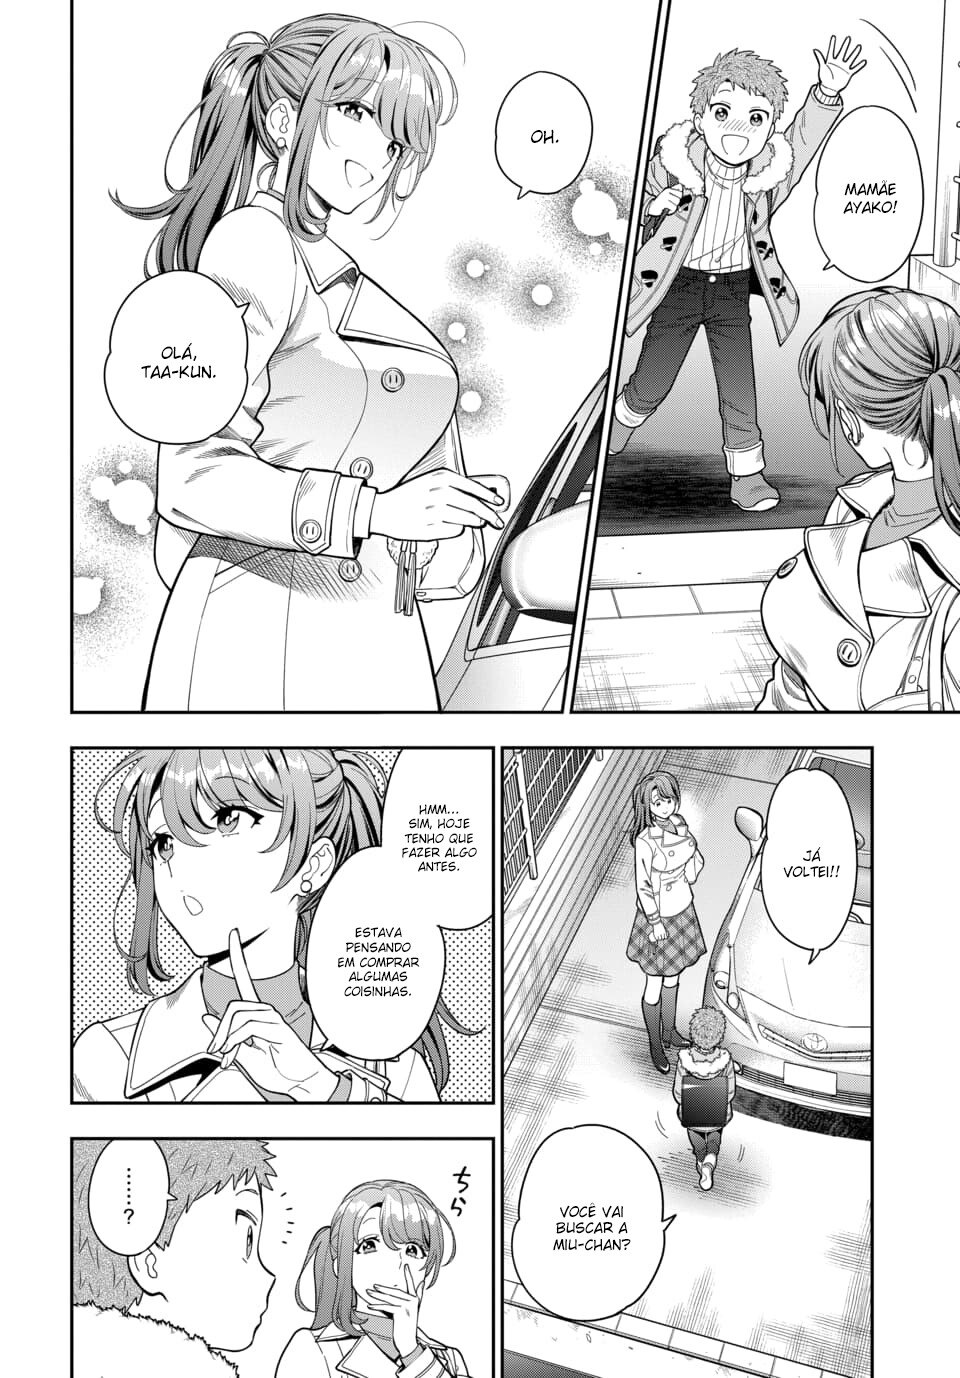 MAMÃE
AYAKO!
OH.
OLÁ,
TAA-KUN.
JÁ
VOLTEI!!
VOCÊ VAI
BUSCAR A
MIU-CHAN?
HMM...
SIM, HOJE
TENHO QUE
FAZER ALGO
ANTES.
ESTAVA
PENSANDO
EM COMPRAR
ALGUMAS
COISINHAS.
ちら
......?